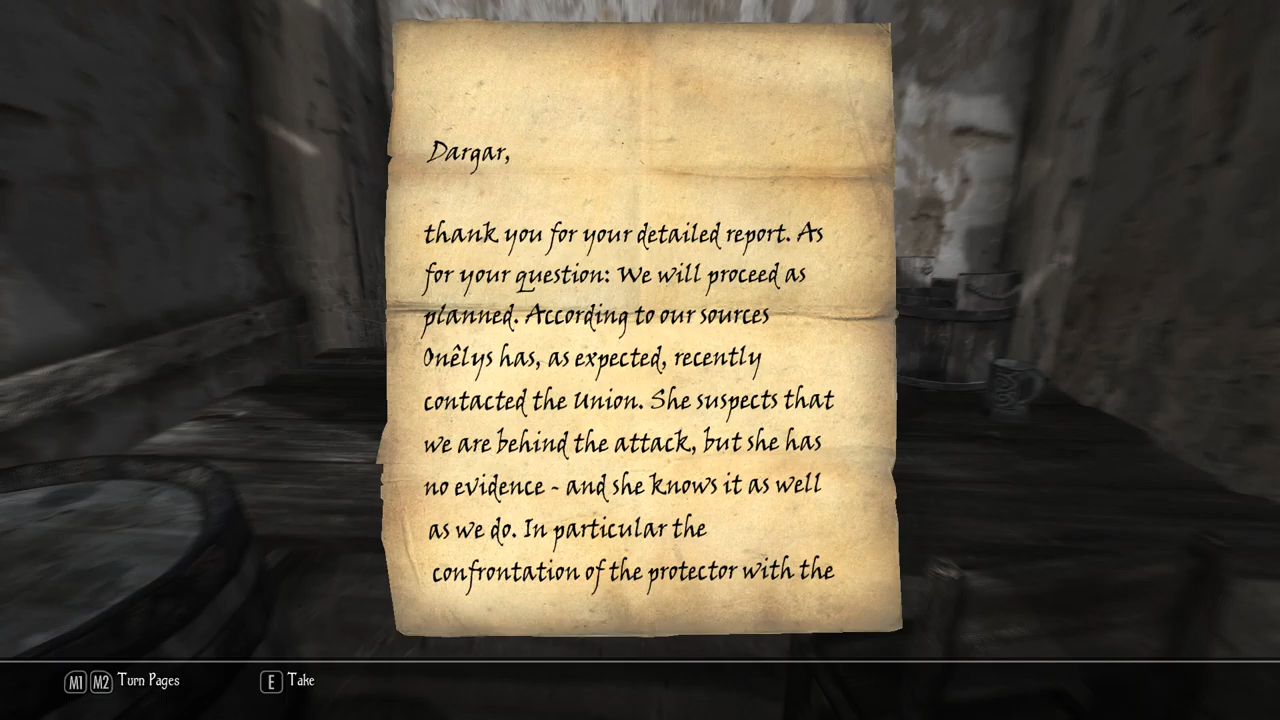 Dargar,
thank you for your detailed report. As
for your question: We will proceed as
planned. According to our sources
Onêlys has, as expected, recently
contacted the Union. She suspects that
we are behind the attack, but she has
no evidence - and she knows it as well
as we do. In particular the
confrontation of the protector with the
M1 M2 Turn Pages
E Take